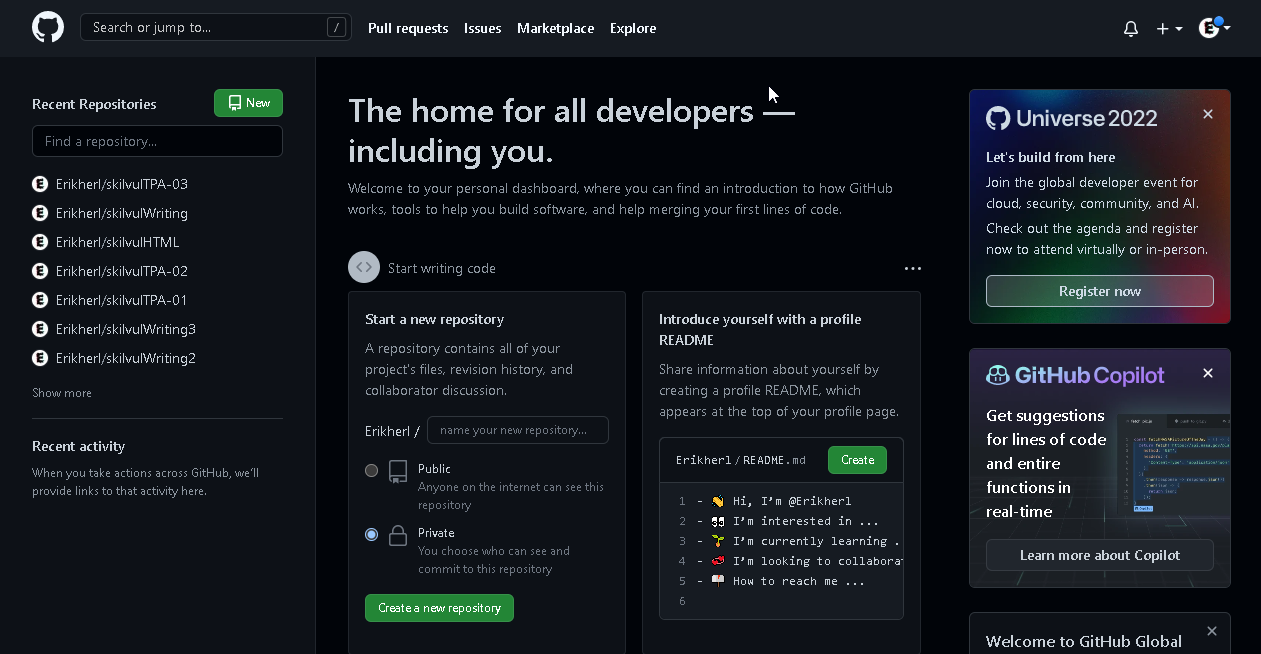 Search or jump to...
/
Pull requests
Issues
Marketplace
Explore
Recent Repositories
New
Find a repository...
Erikherl/skilvulTPA-03
Erikherl/skilvulWriting
Erikherl/skilvulHTML
Erikherl/skilvulTPA-02
Erikherl/skilvulTPA-01
Erikherl/skilvulWriting3
Erikherl/skilvulWriting2
Show more
Recent activity
When you take actions across GitHub, we'll
provide links to that activity here.
The home for all developers —
including you.
Welcome to your personal dashboard, where you can find an introduction to how GitHub
works, tools to help you build software, and help merging your first lines of code.
Start writing code
Start a new repository
A repository contains all of your
project's files, revision history, and
collaborator discussion.
Erikherl /
name your new repository...
Public
Anyone on the internet can see this
repository
Private
You choose who can see and
commit to this repository
Create a new repository
Introduce yourself with a profile
README
Share information about yourself by
creating a profile README, which
appears at the top of your profile page.
Erikherl/README.md
Create
1 - 👋 Hi, I'm @Erikherl
2 - 👀 I'm interested in ...
3 - 🌱 I'm currently learning .
4 - 💞️ I'm looking to collabora
5 - 📫 How to reach me ...
6
Universe 2022
Let's build from here
Join the global developer event for
cloud, security, community, and AI.
Check out the agenda and register
now to attend virtually or in-person.
Register now
GitHub Copilot
Get suggestions
for lines of code
and entire
functions in
real-time
Learn more about Copilot
Welcome to GitHub Global